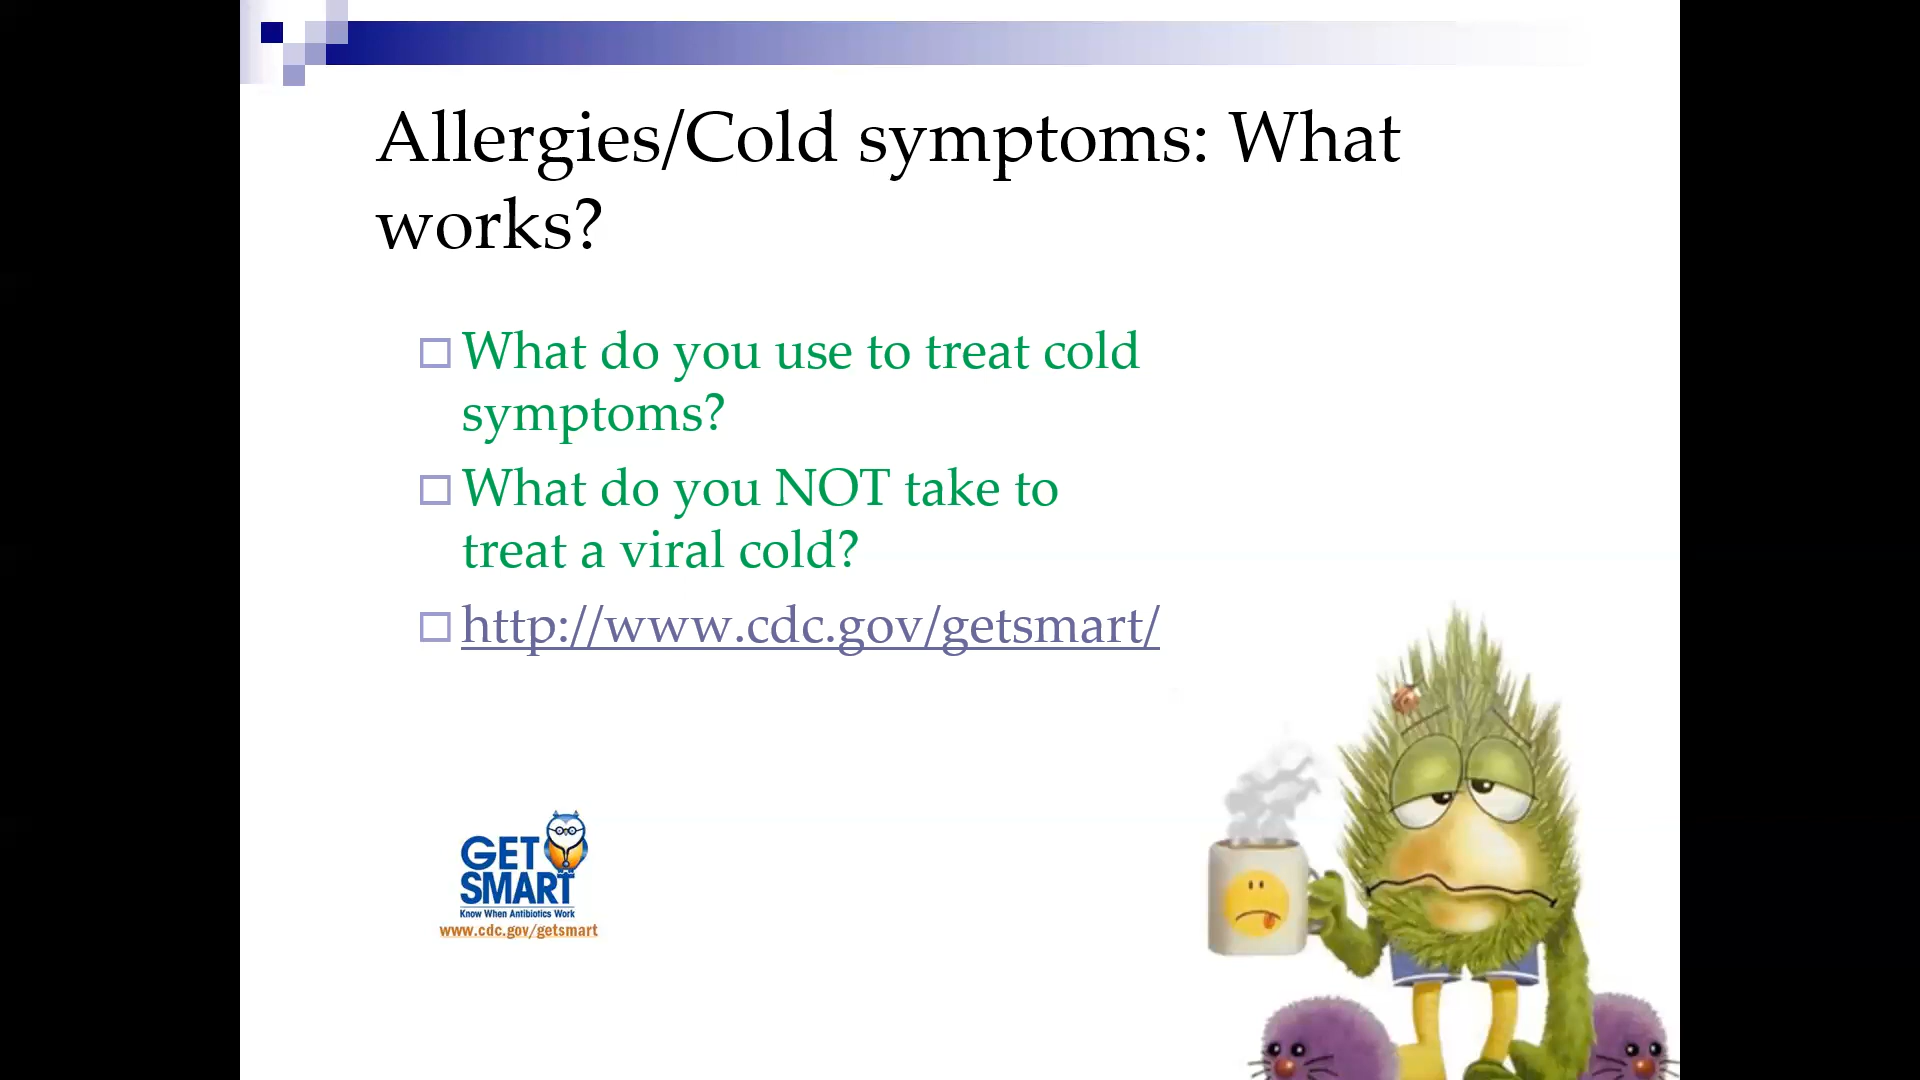 Allergies/Cold symptoms: What
works?
What do you use to treat cold
symptoms?
What do you NOT take to
treat a viral cold?
http://www.cdc.gov/getsmart/
GET
SMART
Know When Antibiotics Work
www.cdc.gov/getsmart